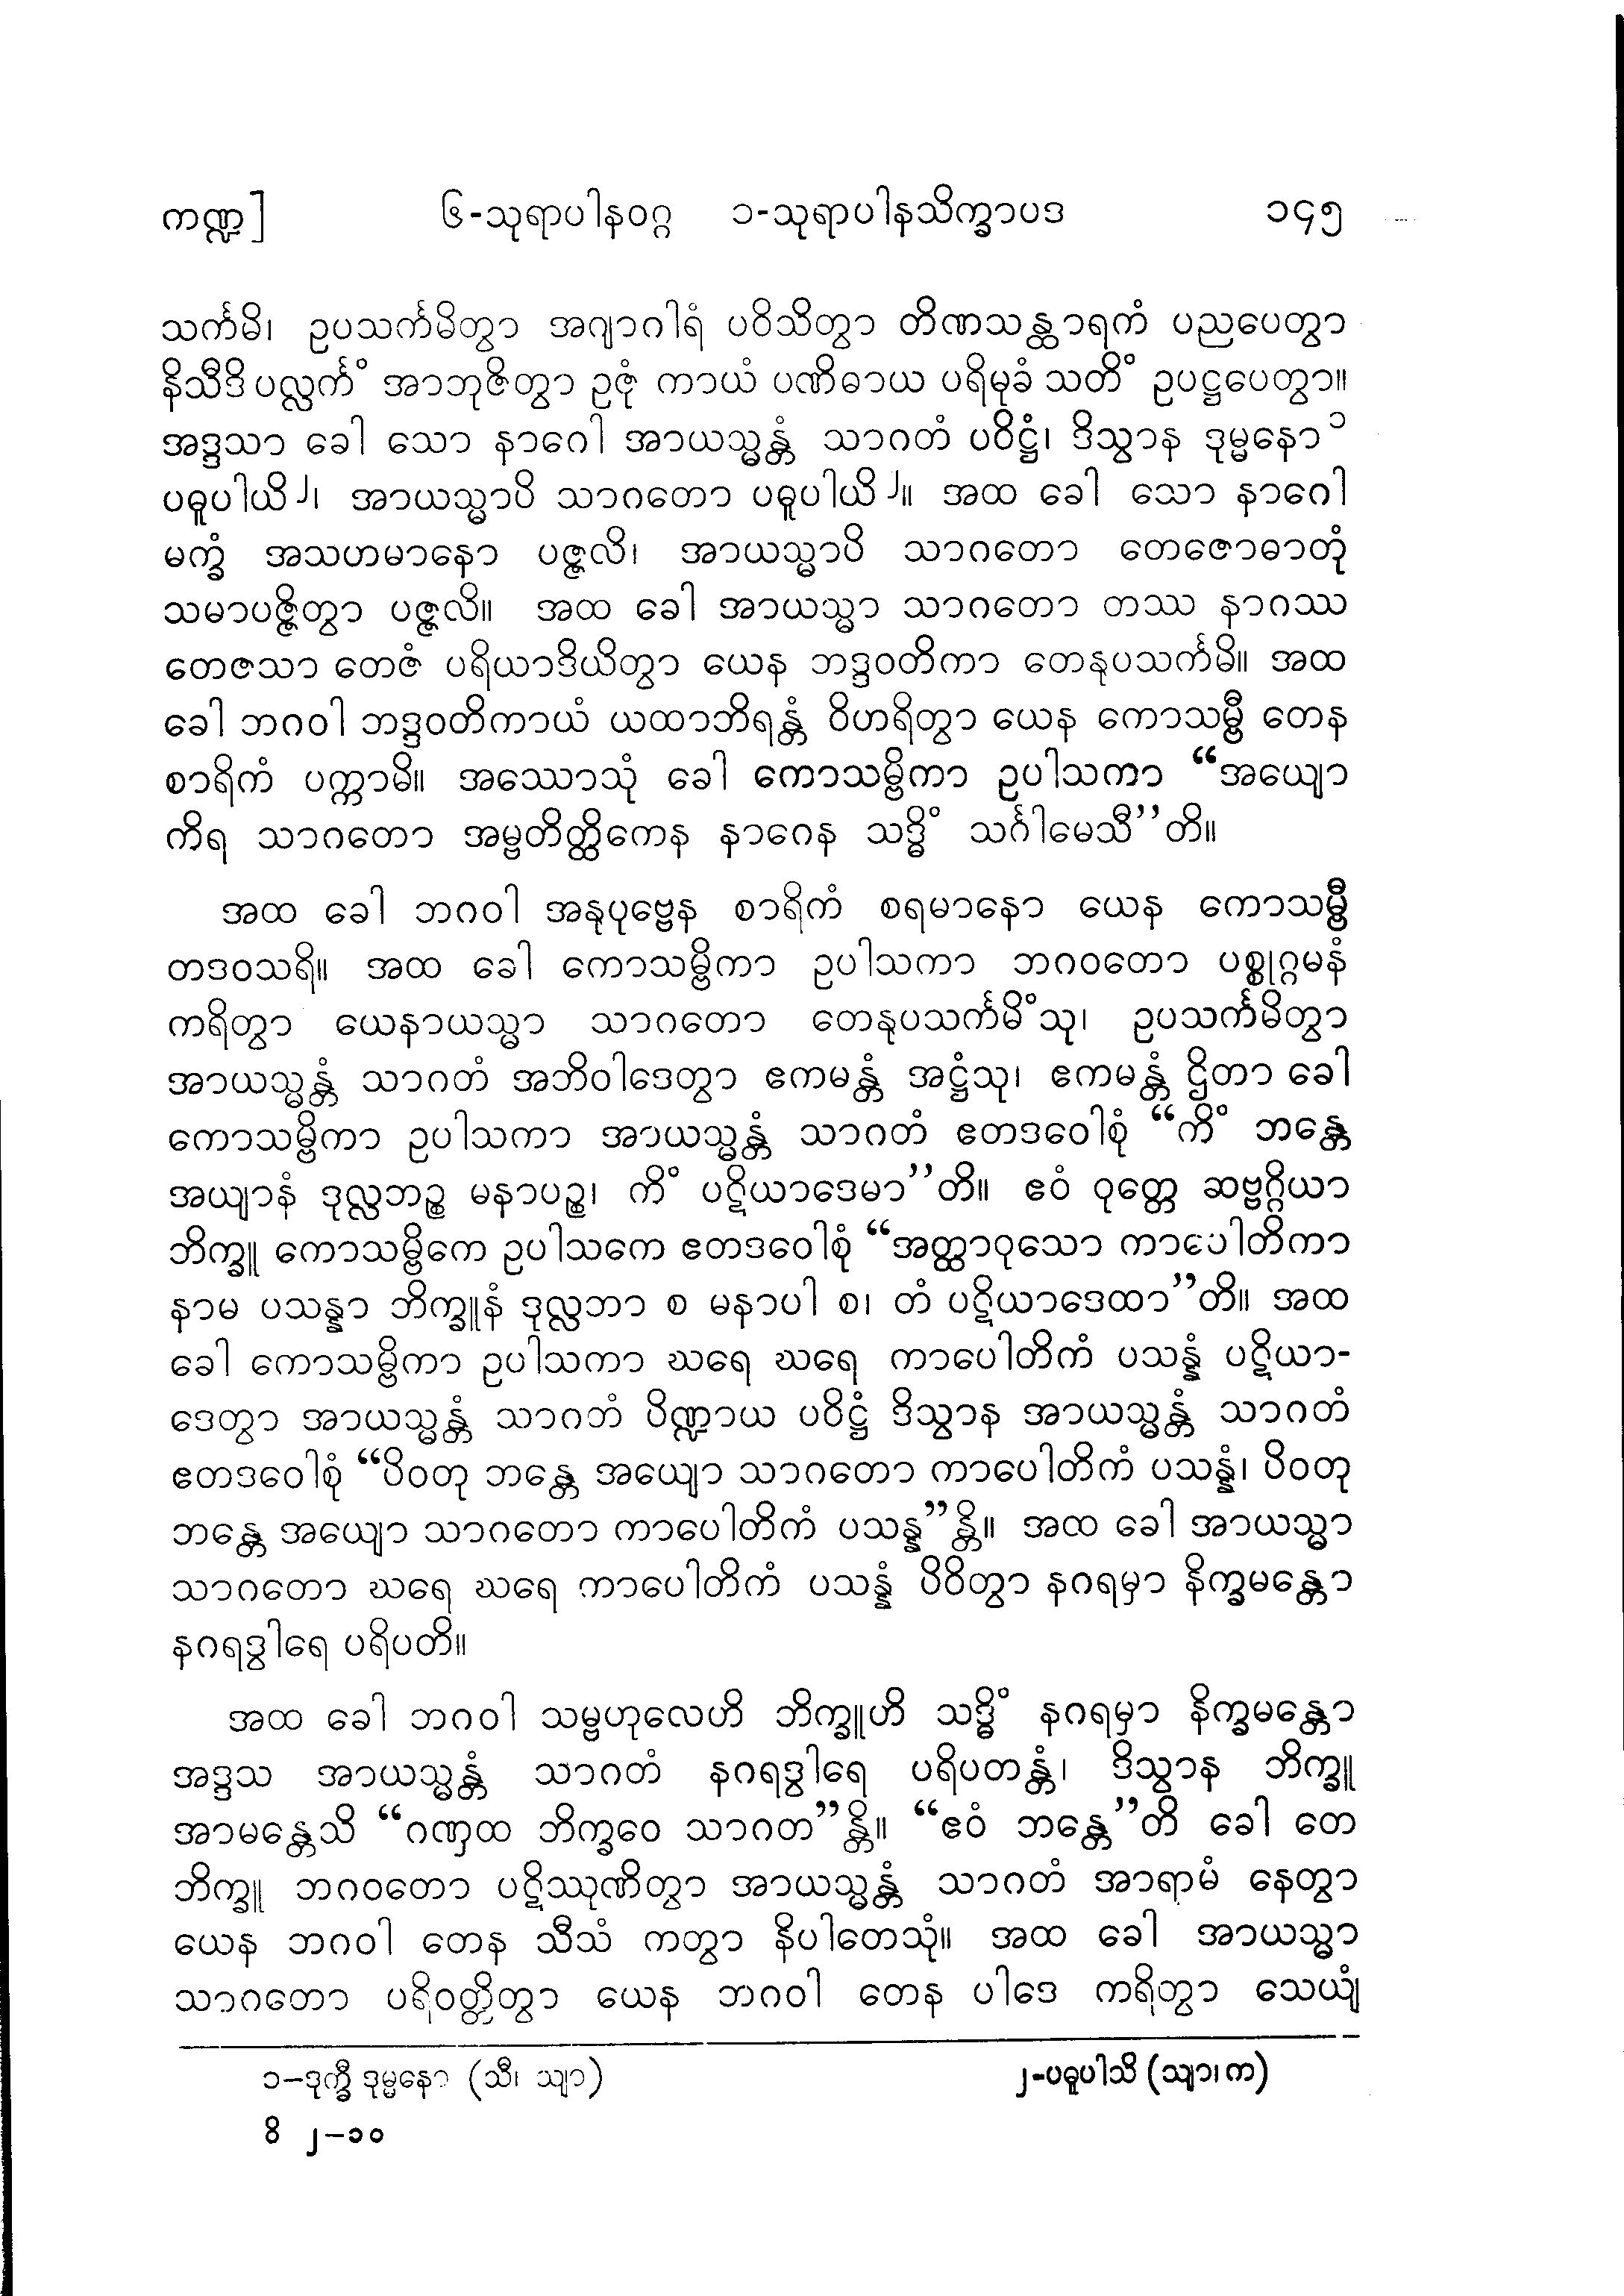 ကဏ္ဍ] ၆-သုရာပါနဝဂ္ဂ ၁-သုရာပါနသိက္ခာပဒ ၁၄၅
သင်္ကမိ၊ ဥပသင်္ကမိတွာ အဂျာဂါရံ ပဝိသိတွာ တိဏသန္ထာရကံ ပညပေတွာ
နိသီဒိ ပလ္လင်္ကံ အာဘုဇိတွာ ဥဇုံ ကာယံ ပဏိဓာယ ပရိမုခံ သတိံ ဥပဋ္ဌပေတွာ။
အဒ္ဒသာ ခေါ သော နာဂေါ အာယသ္မန္တံ သာဂတံ ပဝိဋ္ဌံ၊ ဒိသွာန ဒုမ္မနော ၁
ပဓူပါယိ ၂၊ အာယသ္မာပိ သာဂတော ပဓူပါယိ ၂။ အထ ခေါ သော နာဂေါ
မက္ခံ အသဟမာနော ပဇ္ဇလိ၊ အာယသ္မာပိ သာဂတော တေဇောဓာတုံ
သမာပဇ္ဇိတွာ ပဇ္ဇလိ။ အထ ခေါ အာယသ္မာ သာဂတော တဿ နာဂဿ
တေဇသာ တေဇံ ပရိယာဒိယိတွာ ယေန ဘဒ္ဒဝတိကာ တေနုပသင်္ကမိ။ အထ
ခေါ ဘဂဝါ ဘဒ္ဒဝတိကာယံ ယထာဘိရန္တံ ဝိဟရိတွာ ယေန ကောသမ္ဗီ တေန
စာရိကံ ပက္ကာမိ။ အဿောသုံ ခေါ ကောသမ္ဗိကာ ဥပါသကာ “အယျော
ကိရ သာဂတော အမ္ဗတိတ္ထိကေန နာဂေန သဒ္ဓိံ သင်္ဂါမေသီ”တိ။
အထ ခေါ ဘဂဝါ အနုပုဗ္ဗေန စာရိကံ စရမာနော ယေန ကောသမ္ဗီ
တဒဝသရိ။ အထ ခေါ ကောသမ္ဗိကာ ဥပါသကာ ဘဂဝတော ပစ္စုဂ္ဂမနံ
ကရိတွာ ယေနာယသ္မာ သာဂတော တေနုပသင်္ကမိံသု၊ ဥပသင်္ကမိတွာ
အာယသ္မန္တံ သာဂတံ အဘိဝါဒေတွာ ဧကမန္တံ အဋ္ဌံသု၊ ဧကမန္တံ ဌိတာ ခေါ
ကောသမ္ဗိကာ ဥပါသကာ အာယသ္မန္တံ သာဂတံ ဧတဒဝေါစုံ “ကိံ ဘန္တေ
အယျာနံ ဒုလ္လဘဉ္စ မနာပဉ္စ၊ ကိံ ပဋိယာဒေမာ”တိ။ ဧဝံ ဝုတ္တေ ဆဗ္ဗဂ္ဂိယာ
ဘိက္ခူ ကောသမ္ဗိကေ ဥပါသကေ ဧတဒဝေါစုံ “အတ္ထာဝုသော ကာပေါတိကာ
နာမ ပသန္နာ ဘိက္ခူနံ ဒုလ္လဘာ စ မနာပါ စ၊ တံ ပဋိယာဒေထာ”တိ။ အထ
ခေါ ကောသမ္ဗိကာ ဥပါသကာ ဃရေ ဃရေ ကာပေါတိကံ ပသန္နံ ပဋိယာ-
ဒေတွာ အာယသ္မန္တံ သာဂဘံ ပိဏ္ဍာယ ပဝိဋ္ဌံ ဒိသွာန အာယသ္မန္တံ သာဂတံ
ဧတဒဝေါစုံ “ပိဝတု ဘန္တေ အယျော သာဂတော ကာပေါတိကံ ပသန္နံ၊ ပိဝတု
ဘန္တေ အယျော သာဂတော ကာပေါတိကံ ပသန္န”န္တိ။ အထ ခေါ အာယသ္မာ
သာဂတော ဃရေ ဃရေ ကာပေါတိကံ ပသန္နံ ပိဝိတွာ နဂရမှာ နိက္ခမန္တော
နဂရဒွါရေ ပရိပတိ။
အထ ခေါ ဘဂဝါ သမ္ဗဟုလေဟိ ဘိက္ခူဟိ သဒ္ဓိံ နဂရမှာ နိက္ခမန္တော
အဒ္ဒသ အာယသ္မန္တံ သာဂတံ နဂရဒွါရေ ပရိပတန္တံ၊ ဒိသွာန ဘိက္ခူ
အာမန္တေသိ “ဂဏှထ ဘိက္ခဝေ သာဂတ”န္တိ။ “ဧဝံ ဘန္တေ”တိ ခေါ တေ
ဘိက္ခူ ဘဂဝတော ပဋိဿုဏိတွာ အာယသ္မန္တံ သာဂတံ အာရာမံ နေတွာ
ယေန ဘဂဝါ တေန သီသံ ကတွာ နိပါတေသုံ။ အထ ခေါ အာယသ္မာ
သာဂတော ပရိဝတ္တိတွာ ယေန ဘဂဝါ တေန ပါဒေ ကရိတွာ သေယျံ
၁–ဒုက္ခီ ဒုမ္မနော (သီ၊ သျာ) ၂-ပဓူပါသိ (သျာ၊ က)
ဝိ ၂–၁၀